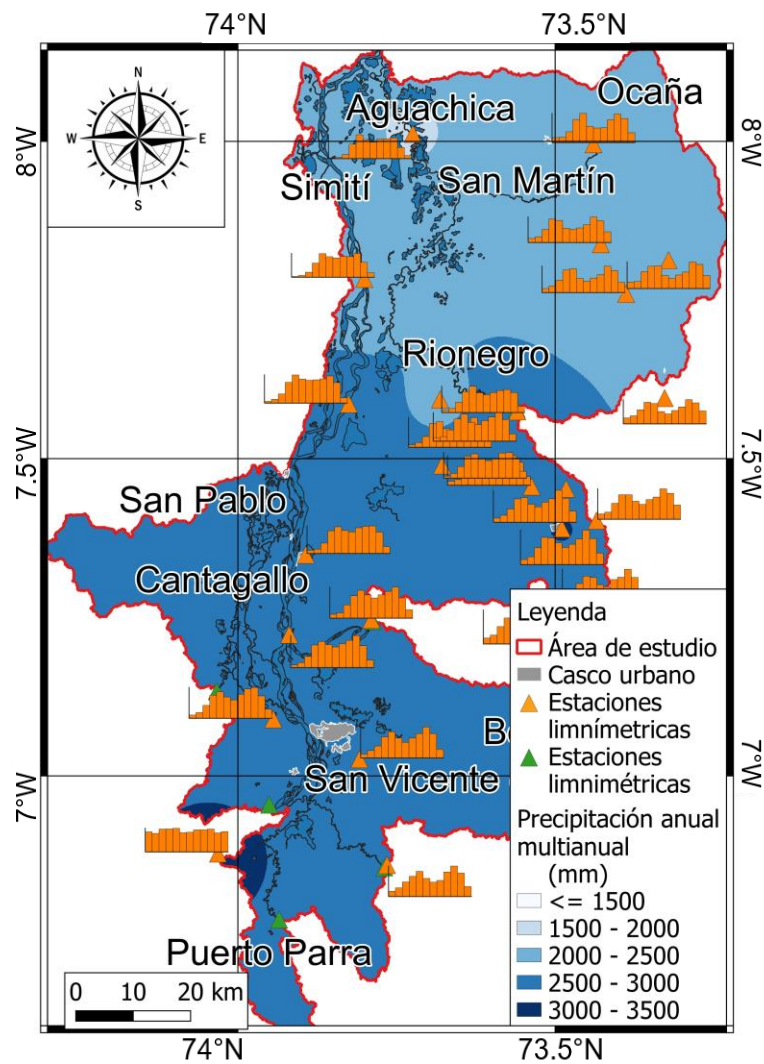 74°N 73.5°N
N
W E
S
Aguachica
Ocaña
8°W 8°W
Simití
San Martín
Rionegro
7.5°W 7.5°W
San Pablo
Cantagallo
Leyenda
Área de estudio
Casco urbano
Estaciones
limnímetricas
Estaciones
limnimétricas
Be
San Vicente
7°W 7°W
Precipitación anual
multianual
(mm)
<= 1500
1500 - 2000
2000 - 2500
2500 - 3000
3000 - 3500
Puerto Parra
0 10 20 km
74°N 73.5°N